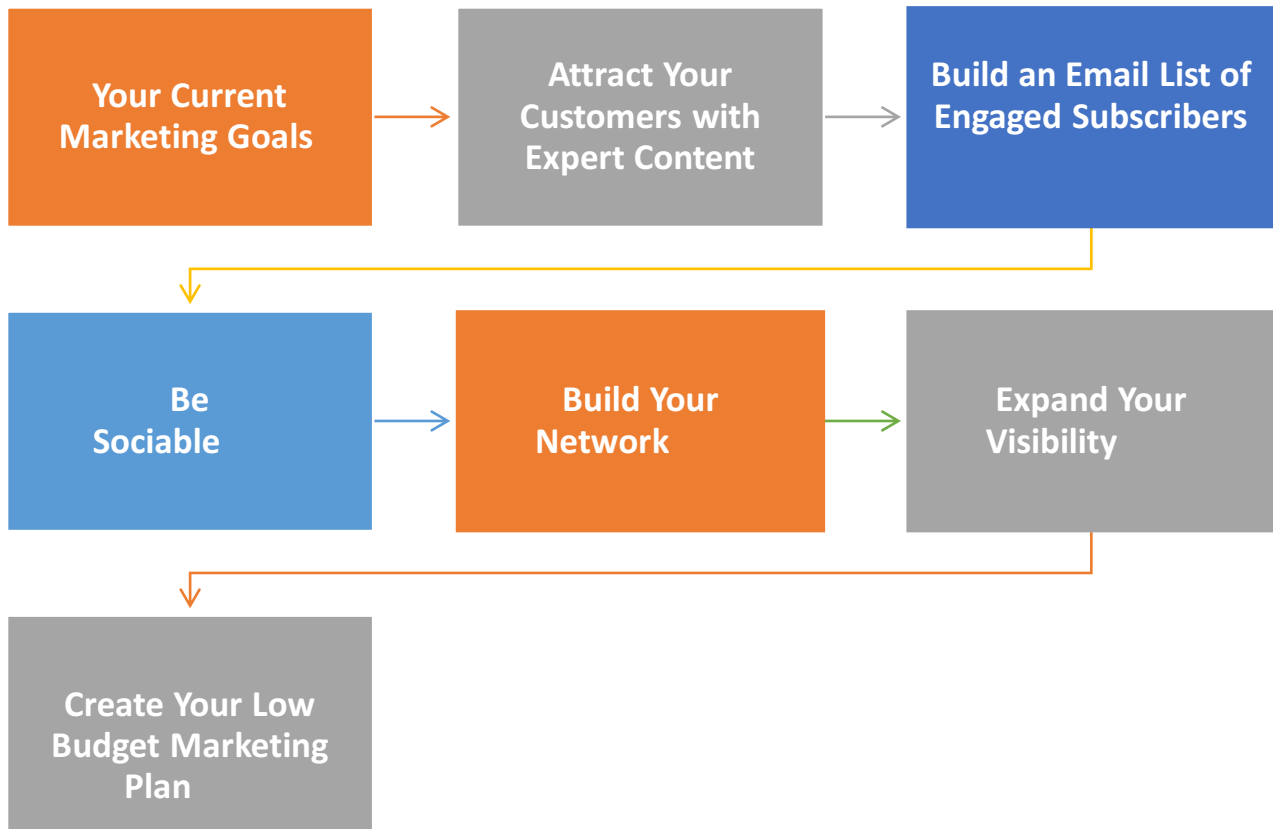 Your Current
Marketing Goals
Attract Your
Customers with
Expert Content
Build an Email List of
Engaged Subscribers
Be
Sociable
Build Your
Network
Expand Your
Visibility
Create Your Low
Budget Marketing
Plan